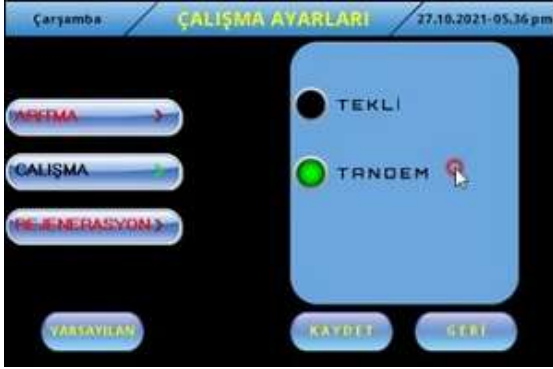 Çarşamba
ÇALIŞMA AYARLARI
27.10.2021-05.36 pm
ARITMA
TEKLİ
ÇALIŞMA
TANDEM
REJENERASYON
VARSAYILAN
KAYDET
GERİ